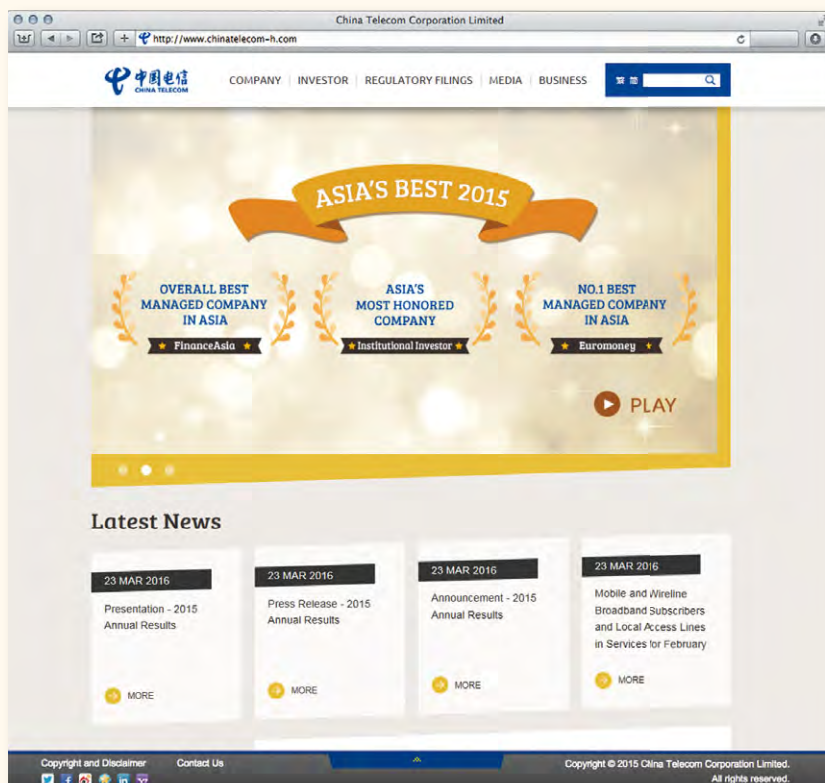 China Telecom Corporation Limited
http://www.chinatelecom-h.com
中国电信
CHINA TELECOM
COMPANY INVESTOR REGULATORY FILINGS MEDIA BUSINESS 繁 簡
ASIA'S BEST 2015
OVERALL BEST
MANAGED COMPANY
IN ASIA
FinanceAsia
ASIA'S
MOST HONORED
COMPANY
Institutional Investor
NO.1 BEST
MANAGED COMPANY
IN ASIA
Euromoney
PLAY
Latest News
23 MAR 2016
Presentation - 2015
Annual Results
MORE
23 MAR 2016
Press Release - 2015
Annual Results
MORE
23 MAR 2016
Announcement - 2015
Annual Results
MORE
23 MAR 2016
Mobile and Wireline
Broadband Subscribers
and Local Access Lines
in Services for February
MORE
Copyright and Disclaimer Contact Us
Copyright © 2015 China Telecom Corporation Limited.
All rights reserved.